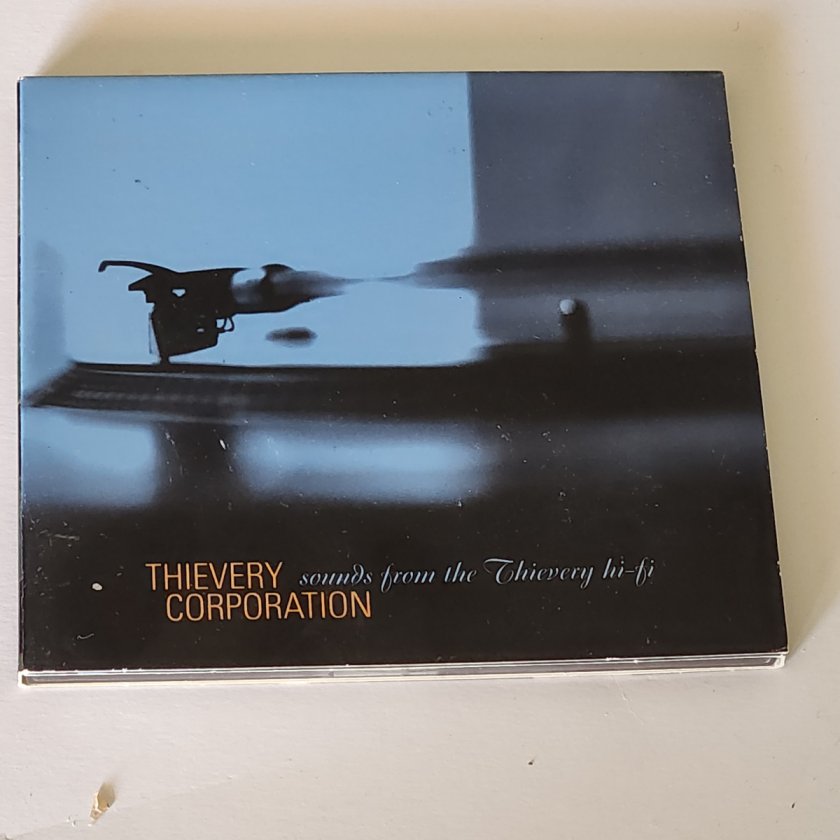 THIEVERY sounds from the Thievery hi-fi
CORPORATION